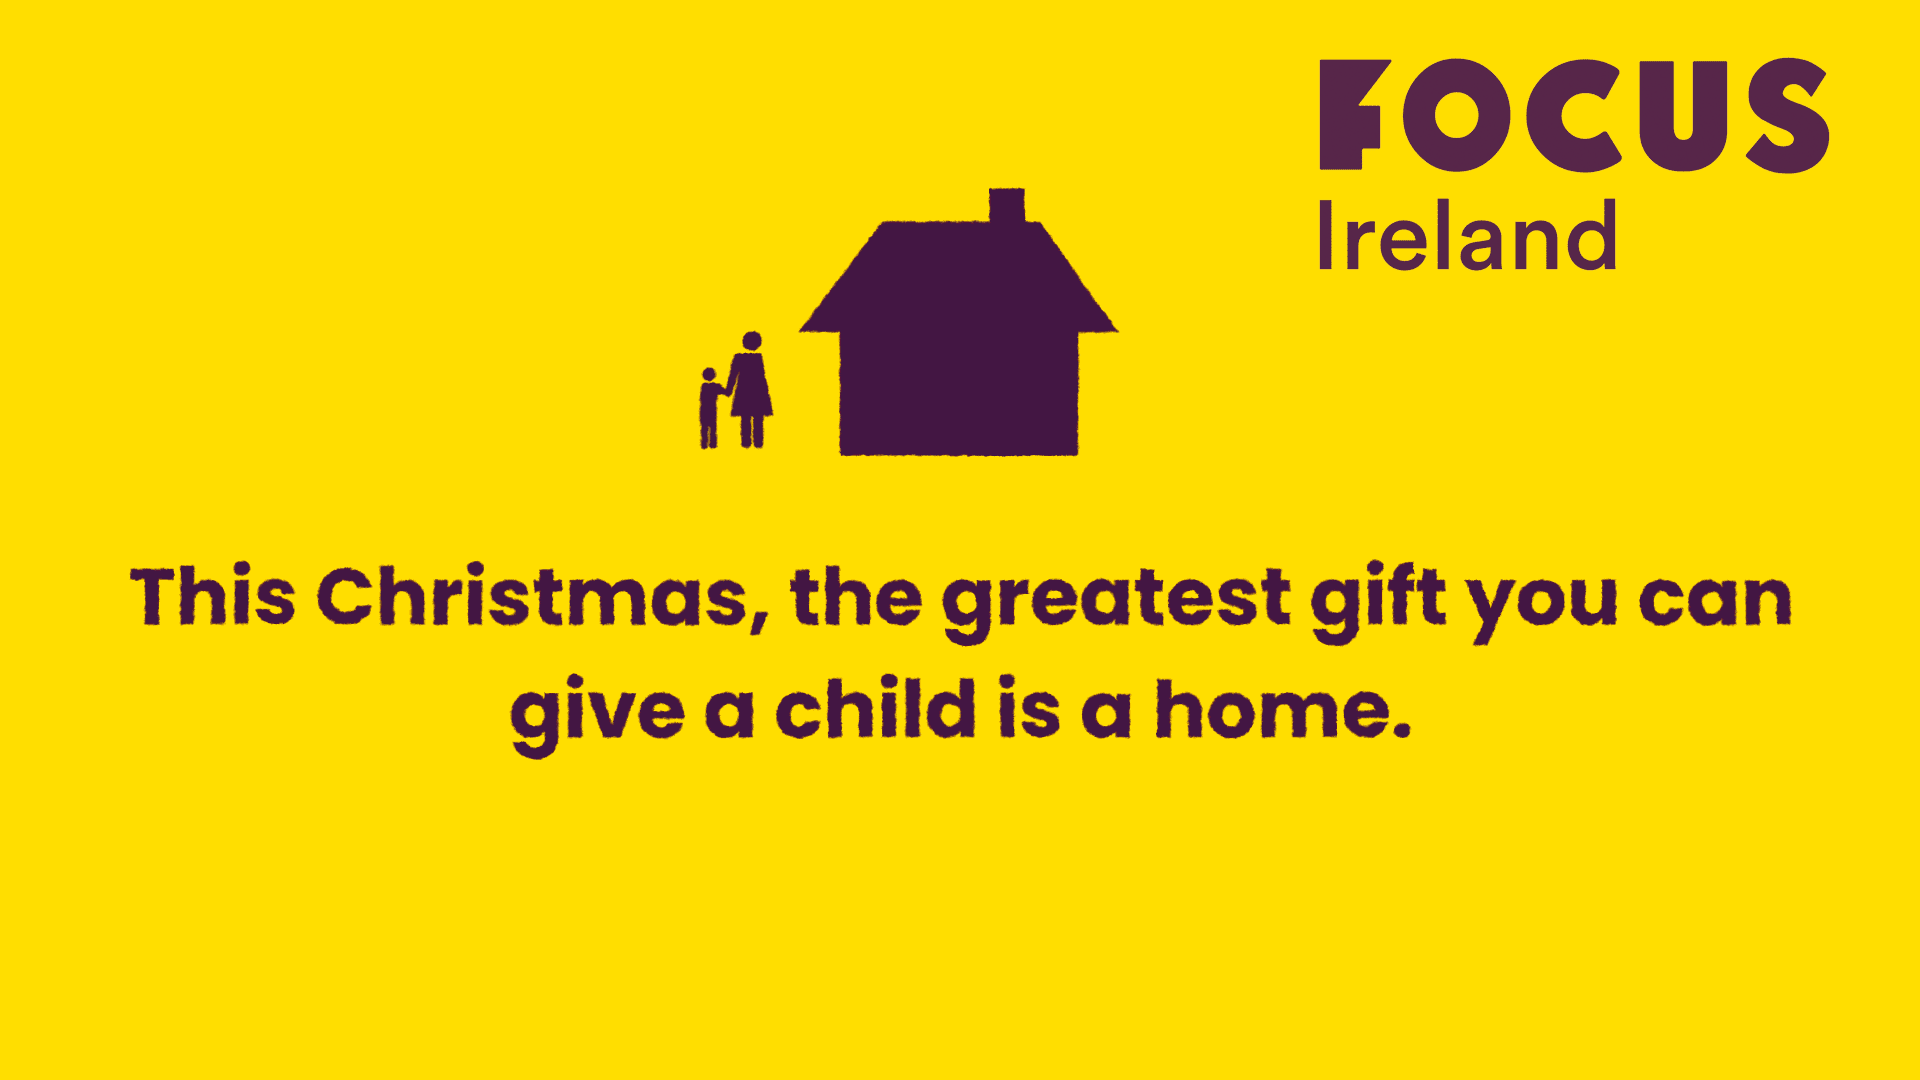 FOCUS
Ireland
This Christmas, the greatest gift you can
give a child is a home.